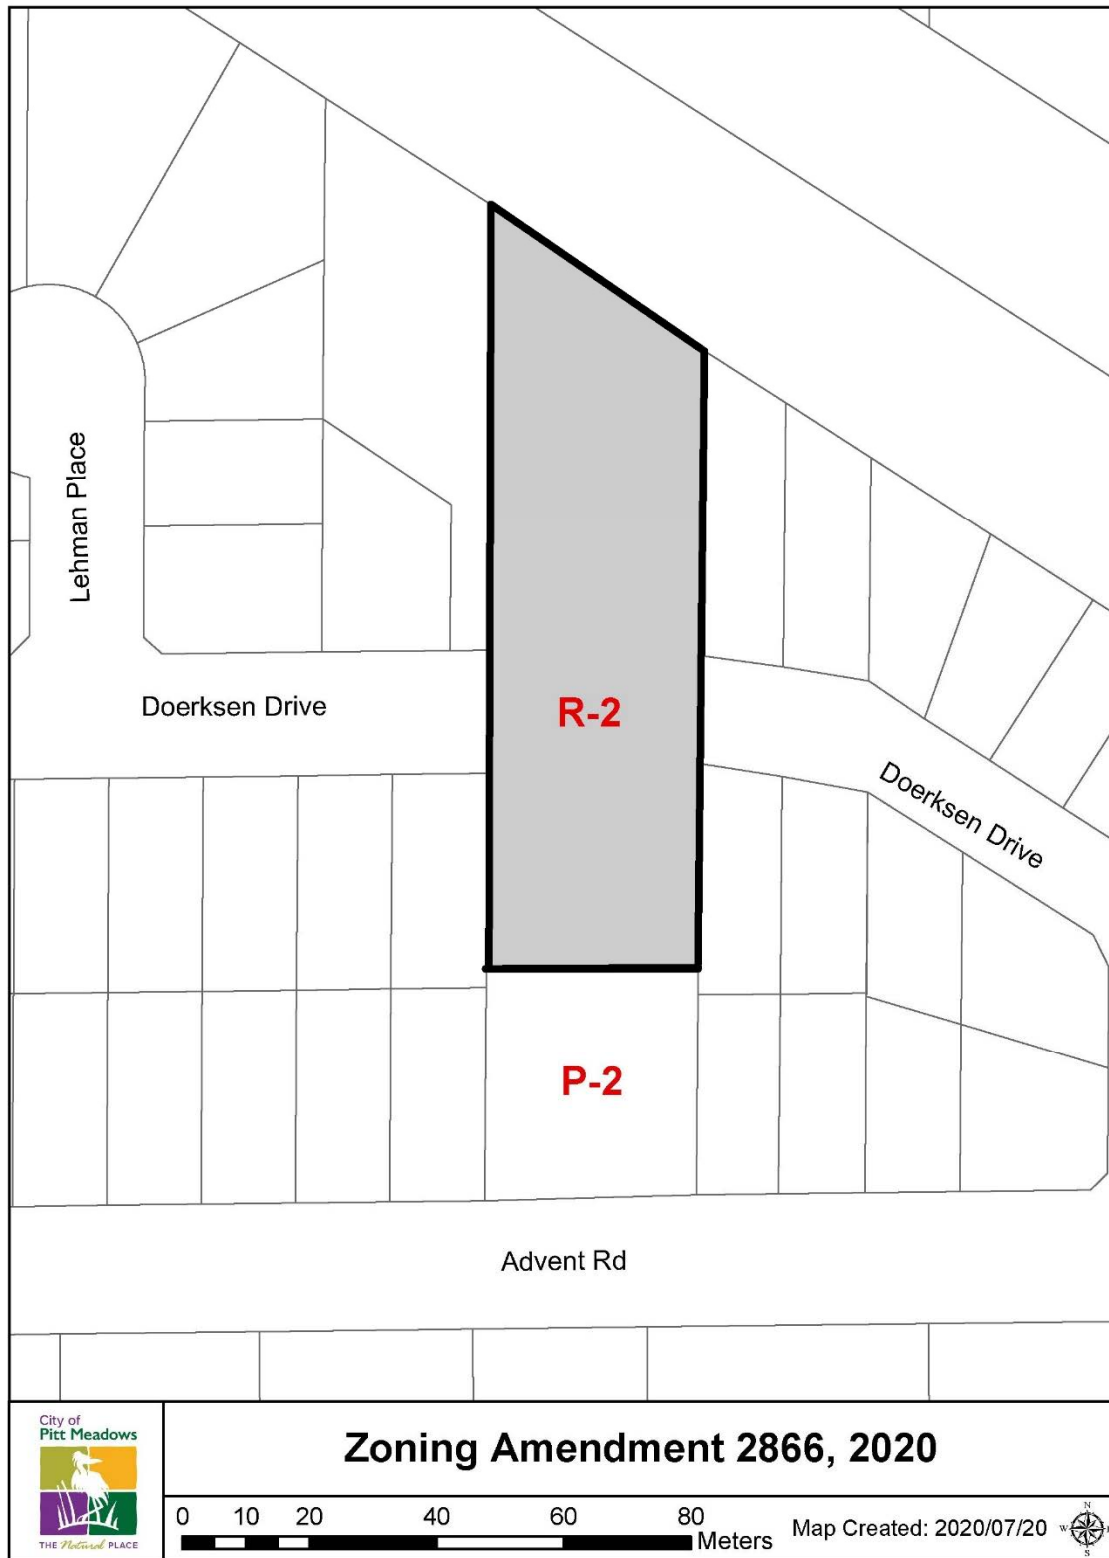 Lehman Place
Doerksen Drive
R-2
Doerksen Drive
P-2
Advent Rd
City of
Pitt Meadows
THE Natural PLACE
Zoning Amendment 2866, 2020
0 10 20 40 60 80
Meters
Map Created: 2020/07/20
N
W
S